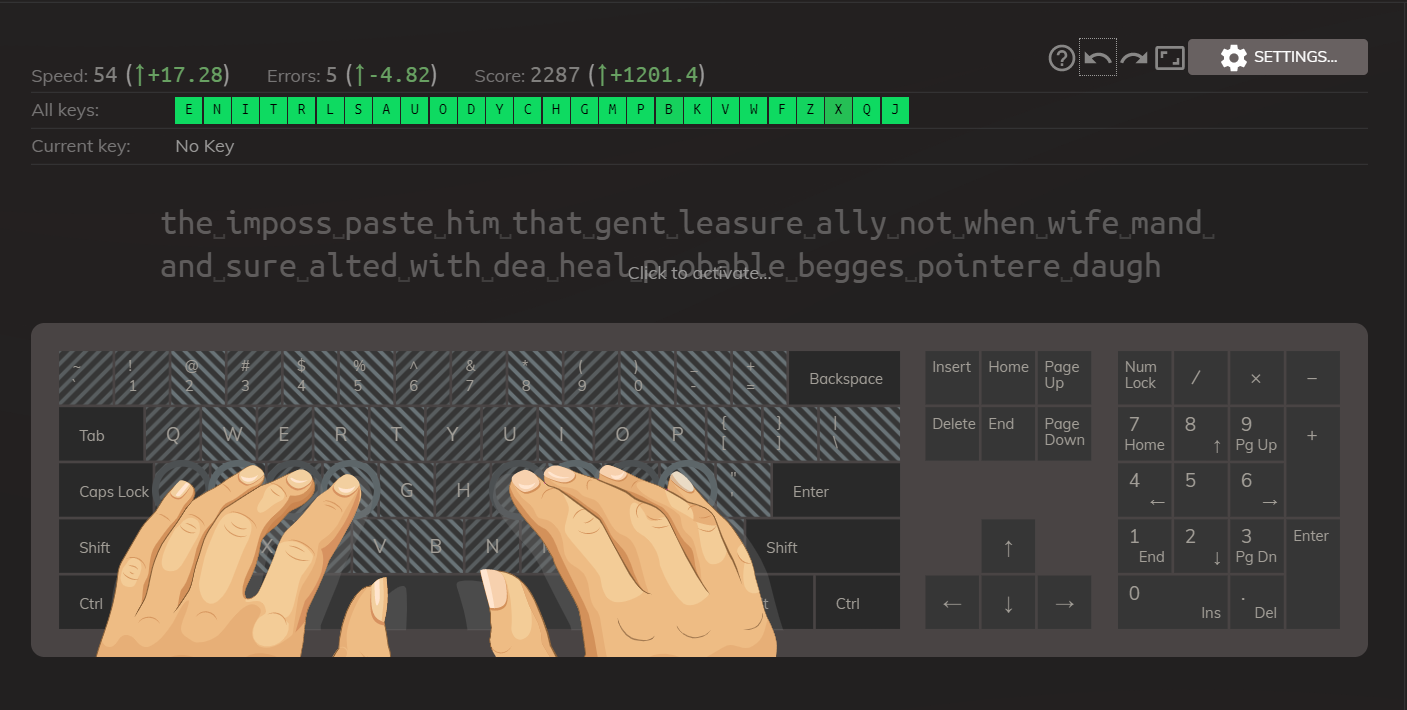 Speed: 54 (↑+17.28) Errors: 5 (↑-4.82) Score: 2287 (↑+1201.4) SETTINGS...
All keys: E N I T R L S A U O D Y C H G M P B K V W F Z X Q J
Current key: No Key
the␣imposs␣paste␣him␣that␣gent␣leasure␣ally␣not␣when␣wife␣mand␣
and␣sure␣alted␣with␣dea␣heal␣probable␣begges␣pointere␣daugh
Click to activate...
~ ! @ # $ % ^ & * ( ) _ +
` 1 2 3 4 5 6 7 8 9 0 - = Backspace
Tab Q W E R T Y U I O P { } |
[ ] \
Caps Lock G H " ' Enter
Shift X V B N Shift
Ctrl Ctrl
Insert Home Page Up
Delete End Page Down
↑
← ↓ →
Num Lock / × −
7 Home 8 ↑ 9 Pg Up +
4 ← 5 6 →
1 End 2 ↓ 3 Pg Dn Enter
0 Ins . Del